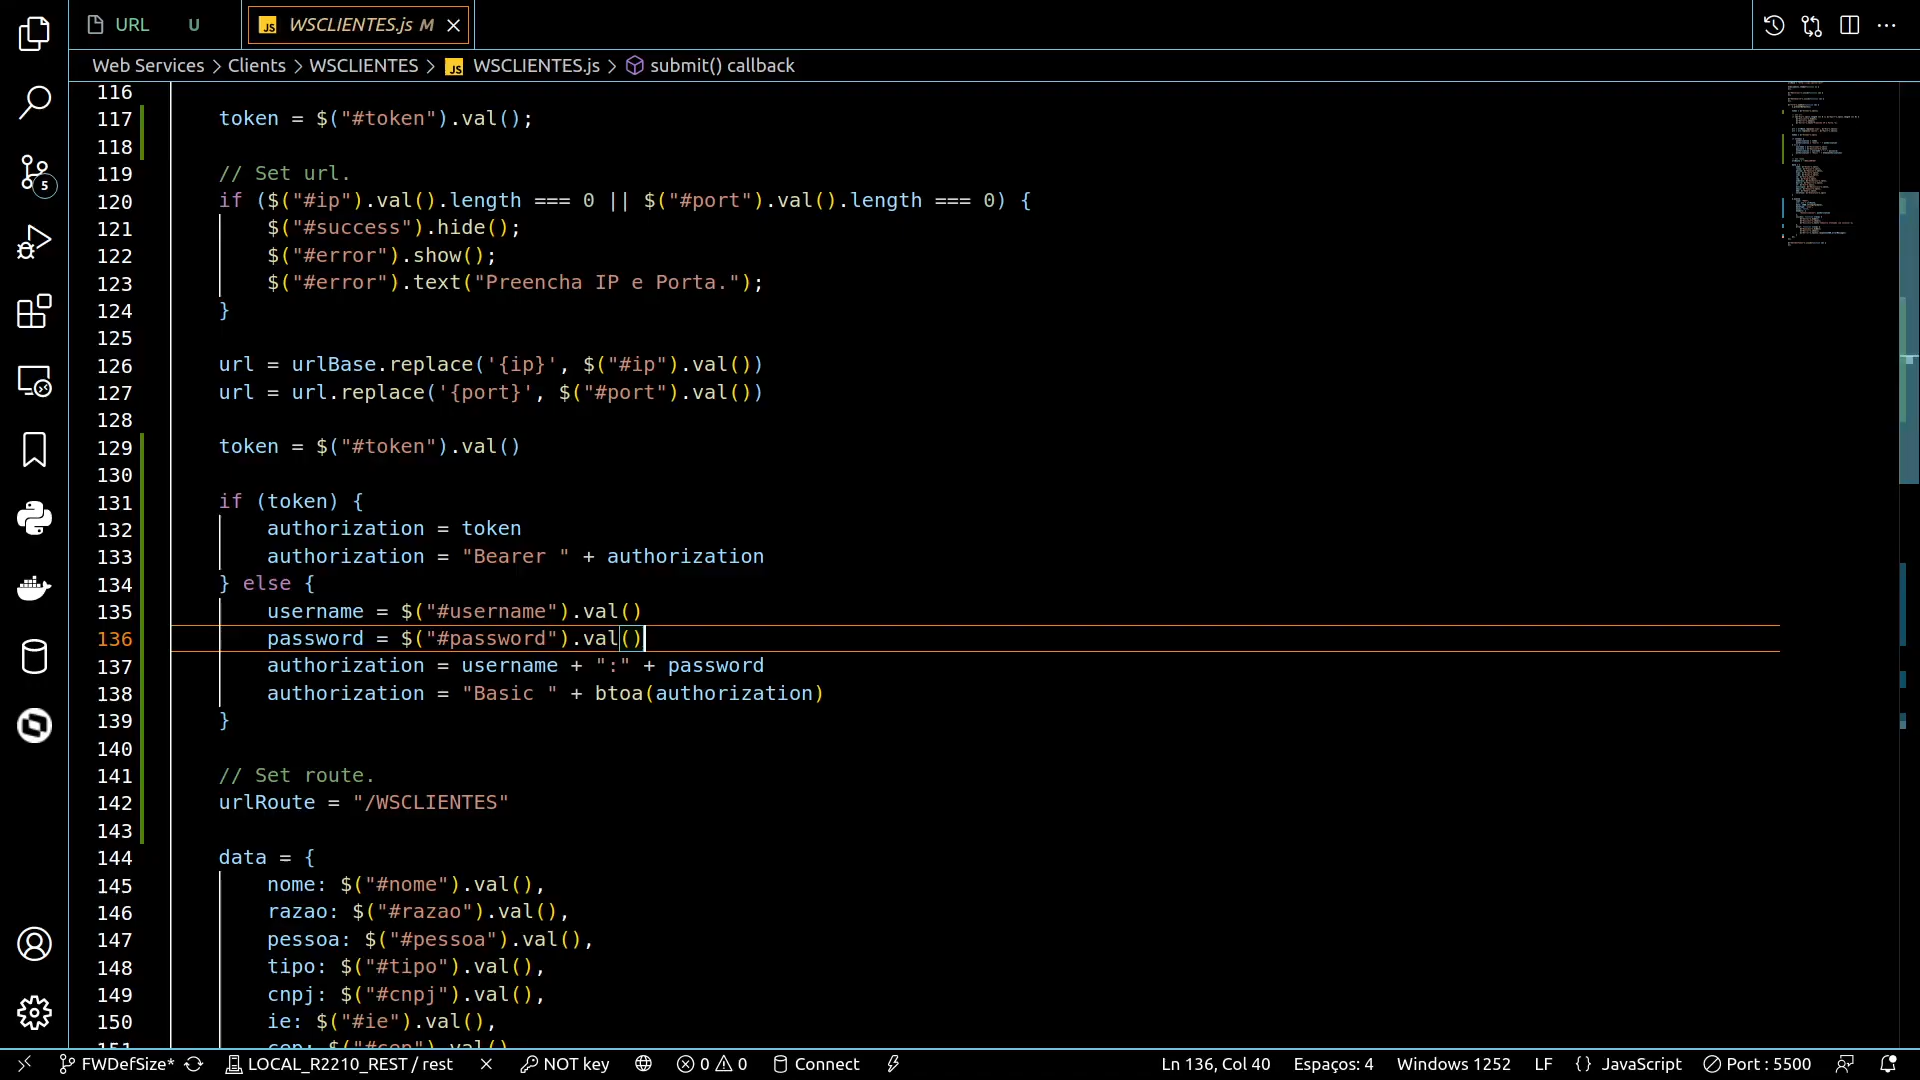 URL U WSCLIENTES.js M
Web Services Clients WSCLIENTES JS WSCLIENTES.js submit() callback
116
117 token = $("#token").val();
118
119 // Set url.
120 if ($("#ip").val().length === 0 || $("#port").val().length === 0) {
121 $("#success").hide();
122 $("#error").show();
123 $("#error").text("Preencha IP e Porta.");
124 }
125
126 url = urlBase.replace('{ip}', $("#ip").val())
127 url = url.replace('{port}', $("#port").val())
128
129 token = $("#token").val()
130
131 if (token) {
132 authorization = token
133 authorization = "Bearer " + authorization
134 } else {
135 username = $("#username").val()
136 password = $("#password").val()
137 authorization = username + ":" + password
138 authorization = "Basic " + btoa(authorization)
139 }
140
141 // Set route.
142 urlRoute = "/WSCLIENTES"
143
144 data = {
145 nome: $("#nome").val(),
146 razao: $("#razao").val(),
147 pessoa: $("#pessoa").val(),
148 tipo: $("#tipo").val(),
149 cnpj: $("#cnpj").val(),
150 ie: $("#ie").val(),
151 cep: $("#cep").val()
5
FWDefSize* LOCAL_R2210_REST / rest NOT key 0 0 Connect Ln 136, Col 40 Espaços: 4 Windows 1252 LF {} JavaScript Port : 5500